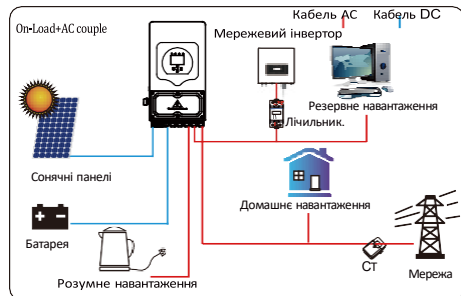 Кабель AC Кабель DC
On-Load+AC couple
Мережевий інвертор
Резервне навантаження
Лічильник.
Сонячні панелі
Домашнє навантаження
Батарея
CT
Мережа
Розумне навантаження